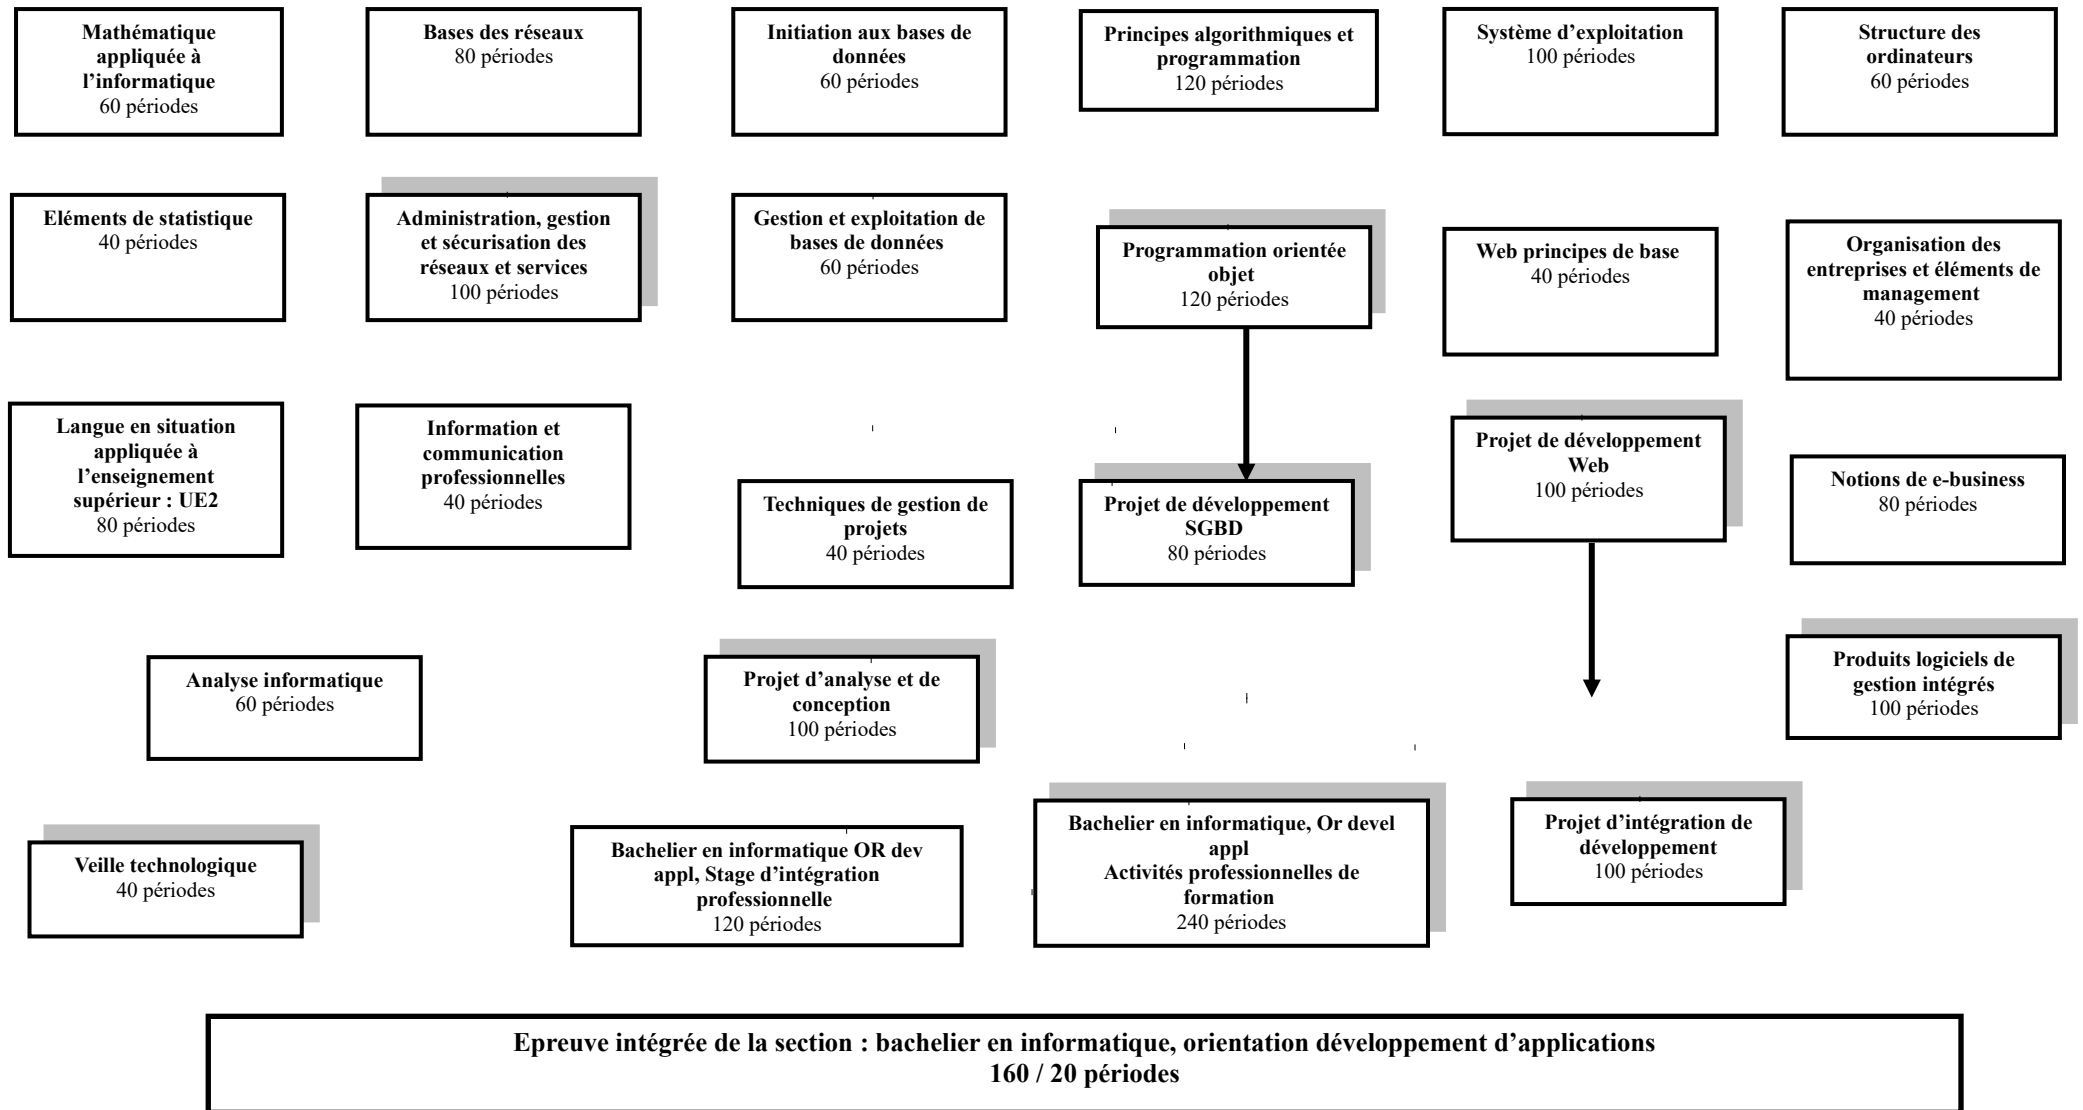 Mathématique
appliquée à
l’informatique
60 périodes
Bases des réseaux
80 périodes
Initiation aux bases de
données
60 périodes
Principes algorithmiques et
programmation
120 périodes
Système d’exploitation
100 périodes
Structure des
ordinateurs
60 périodes
Eléments de statistique
40 périodes
Administration, gestion
et sécurisation des
réseaux et services
100 périodes
Gestion et exploitation de
bases de données
60 périodes
Programmation orientée
objet
120 périodes
Web principes de base
40 périodes
Organisation des
entreprises et éléments de
management
40 périodes
Langue en situation
appliquée à
l’enseignement
supérieur : UE2
80 périodes
Information et
communication
professionnelles
40 périodes
Techniques de gestion de
projets
40 périodes
Projet de développement
SGBD
80 périodes
Projet de développement
Web
100 périodes
Notions de e-business
80 périodes
Analyse informatique
60 périodes
Projet d’analyse et de
conception
100 périodes
Produits logiciels de
gestion intégrés
100 périodes
Veille technologique
40 périodes
Bachelier en informatique OR dev
appl, Stage d’intégration
professionnelle
120 périodes
Bachelier en informatique, Or devel
appl
Activités professionnelles de
formation
240 périodes
Projet d’intégration de
développement
100 périodes
Epreuve intégrée de la section : bachelier en informatique, orientation développement d’applications
160 / 20 périodes